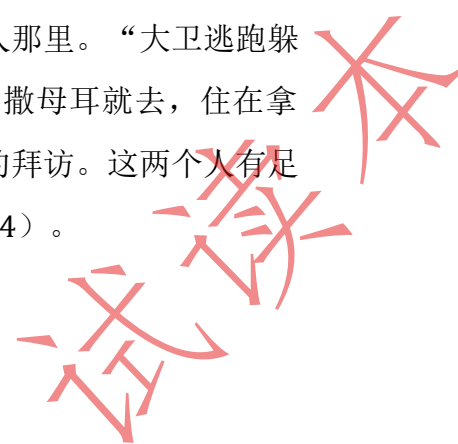 人那里。“大卫逃跑躲
撒母耳就去，住在拿
的拜访。这两个人有足
4）。
试读本